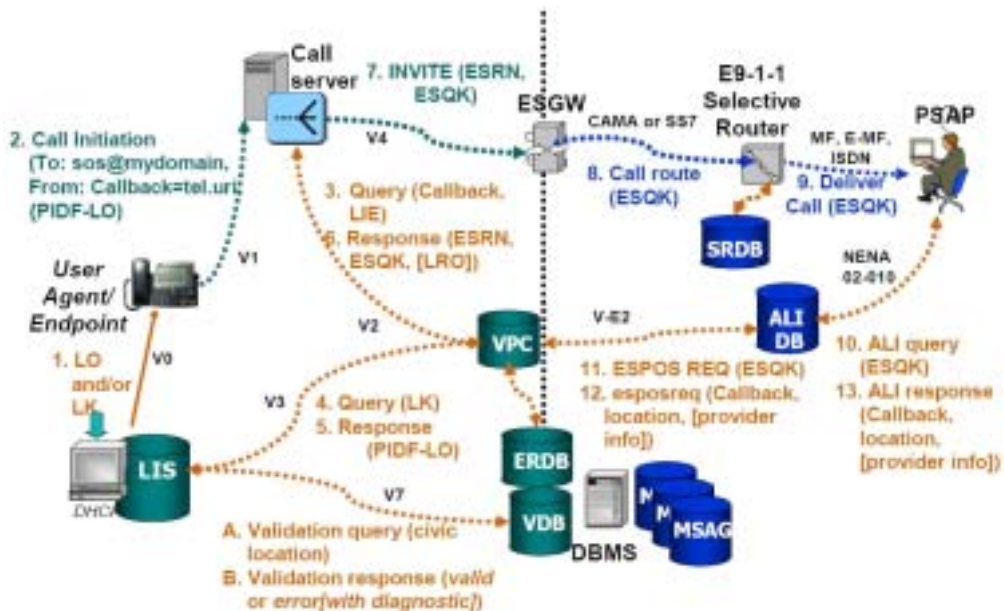 Call
server
7. INVITE (ESRN,
ESQK)
V4
ESGW
CAMA or SS7
E9-1-1
Selective
Router
PSAP
MF, E-MF,
ISDN
2. Call Initiation
(To: sos@mydomain,
From: Callback=tel.uri,
(PIDF-LO)
V1
3. Query (Callback,
LIE)
6. Response (ESRN,
ESQK, [LRO])
8. Call route
(ESQK)
9. Deliver
Call (ESQK)
SRDB
NENA
02-010
User
Agent/
Endpoint
V0
1. LO
and/or
LK
V2
VPC
V-E2
ALI
DB
11. ESPOS REQ (ESQK)
12. esposreq (Callback,
location, [provider
info])
10. ALI query
(ESQK)
13. ALI response
(Callback,
location,
[provider info])
V3
4. Query (LK)
5. Response
(PIDF-LO)
LIS
ERDB
V7
VDB
DBMS
M
M
MSAG
A. Validation query (civic
location)
B. Validation response (valid
or error[with diagnostic])